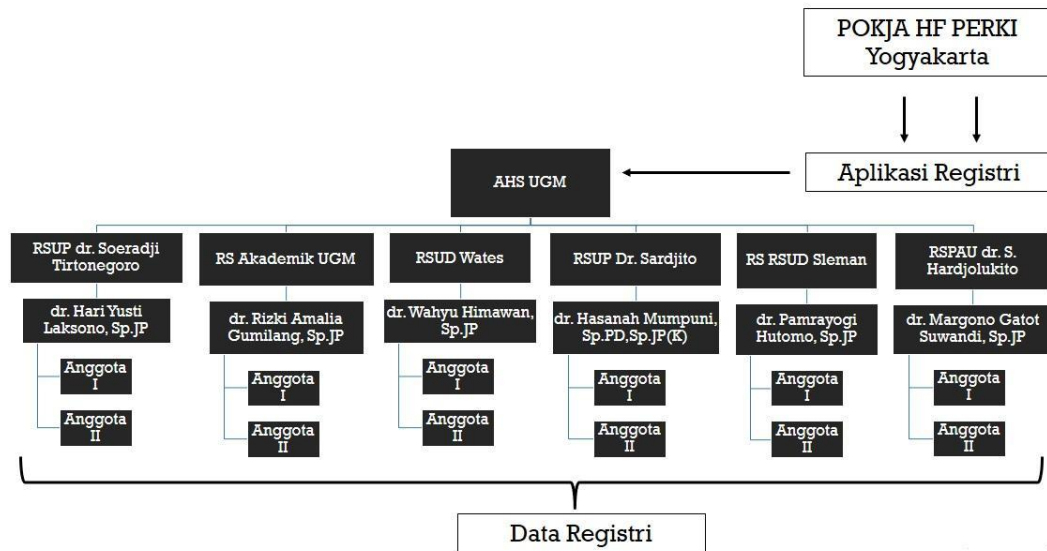 POKJA HF PERKI
Yogyakarta
Aplikasi Registri
AHS UGM
RSUP dr. Soeradji
Tirtonegoro
RS Akademik UGM
RSUD Wates
RSUP Dr. Sardjito
RS RSUD Sleman
RSPAU dr. S.
Hardjolukito
dr. Hari Yusti
Laksono, Sp.JP
dr. Rizki Amalia
Gumilang, Sp.JP
dr. Wahyu Himawan,
Sp.JP
dr. Hasanah Mumpuni,
Sp.PD,Sp.JP(K)
dr. Pamrayogi
Hutomo, Sp.JP
dr. Margono Gatot
Suwandi, Sp.JP
Anggota
I
Anggota
II
Anggota
I
Anggota
II
Anggota
I
Anggota
II
Anggota
I
Anggota
II
Anggota
I
Anggota
II
Anggota
I
Anggota
II
Data Registri